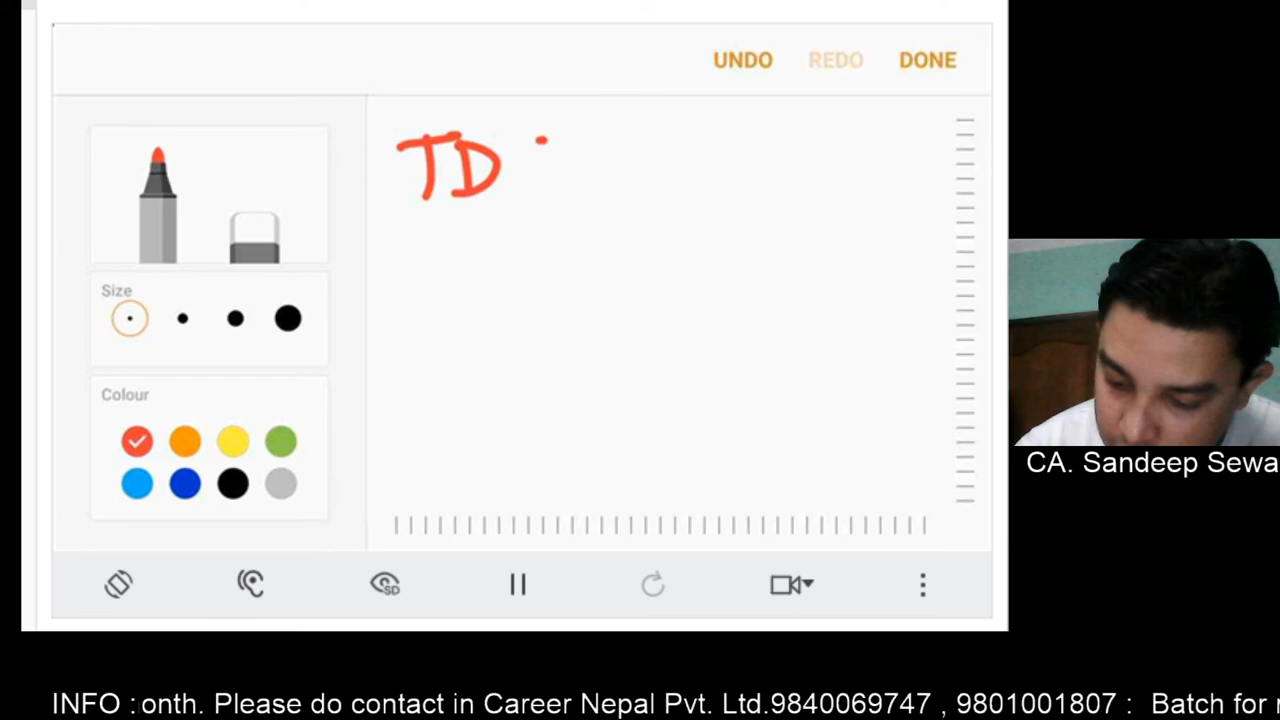 UNDO REDO DONE
TD
Size
SD
Colour
CA. Sandeep Sewa
INFO : onth. Please do contact in Career Nepal Pvt. Ltd.9840069747 , 9801001807 : Batch for